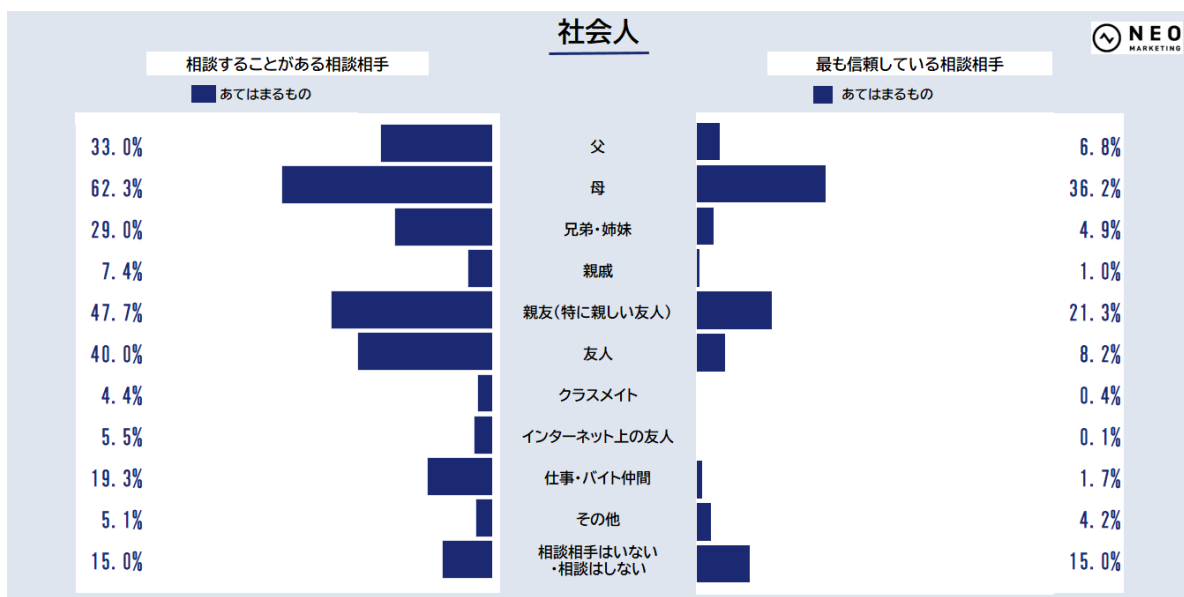 社会人
NEO
MARKETING
相談することがある相談相手
最も信頼している相談相手
あてはまるもの
あてはまるもの
33.0% 父 6.8%
62.3% 母 36.2%
29.0% 兄弟・姉妹 4.9%
7.4% 親戚 1.0%
47.7% 親友(特に親しい友人) 21.3%
40.0% 友人 8.2%
4.4% クラスメイト 0.4%
5.5% インターネット上の友人 0.1%
19.3% 仕事・バイト仲間 1.7%
5.1% その他 4.2%
15.0% 相談相手はいない 15.0%
・相談はしない